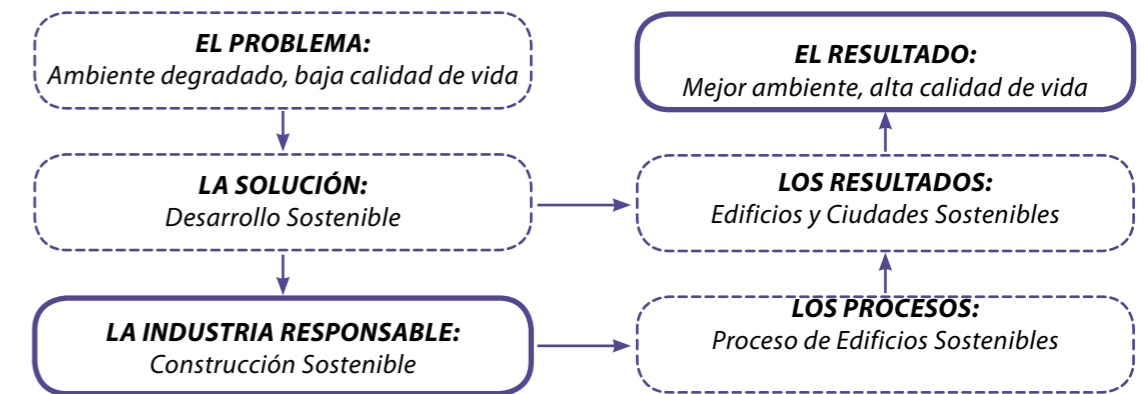 EL PROBLEMA:
Ambiente degradado, baja calidad de vida
LA SOLUCIÓN:
Desarrollo Sostenible
LA INDUSTRIA RESPONSABLE:
Construcción Sostenible
EL RESULTADO:
Mejor ambiente, alta calidad de vida
LOS RESULTADOS:
Edificios y Ciudades Sostenibles
LOS PROCESOS:
Proceso de Edificios Sostenibles